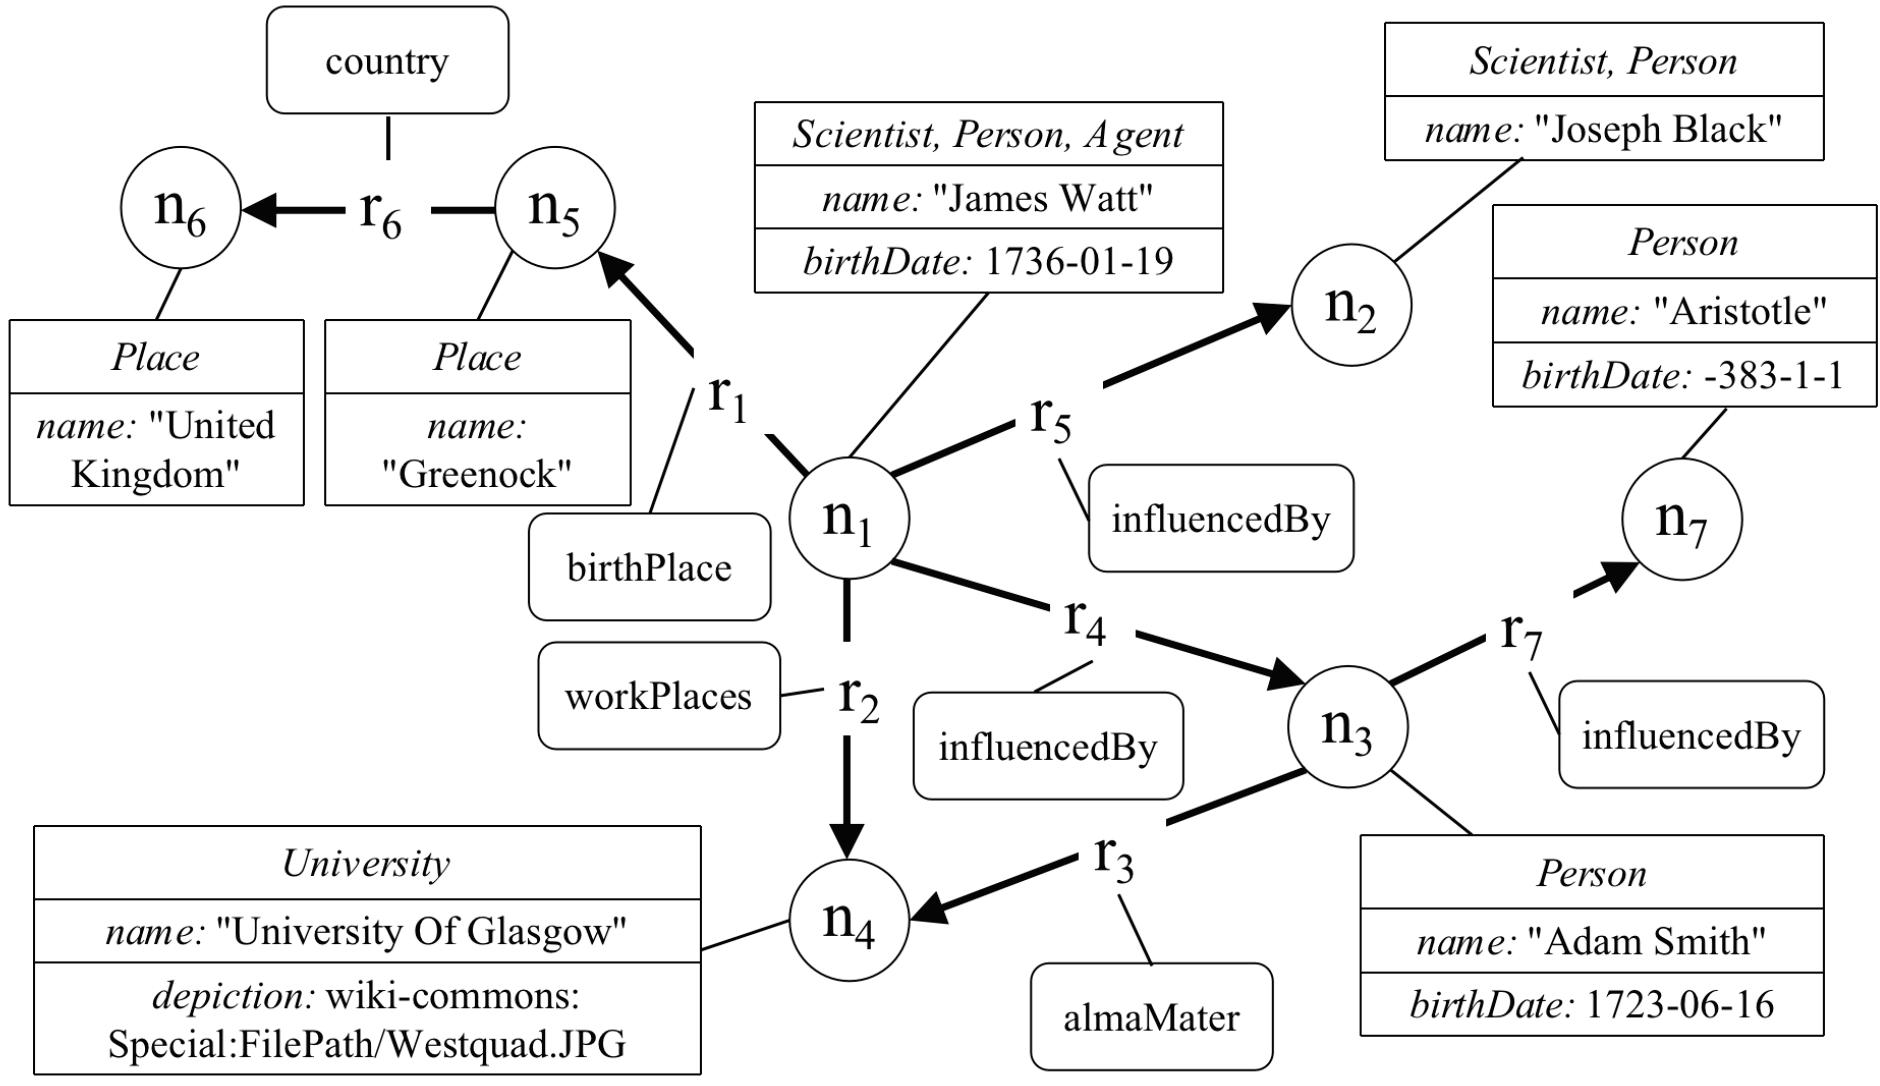 country
Scientist, Person
name: "Joseph Black"
Scientist, Person, Agent
name: "James Watt"
birthDate: 1736-01-19
n6
r6
n5
Person
name: "Aristotle"
birthDate: -383-1-1
n2
Place
name: "United
Kingdom"
Place
name:
"Greenock"
r1
r5
n1
influencedBy
n7
birthPlace
r4
r7
workPlaces
r2
influencedBy
n3
influencedBy
University
name: "University Of Glasgow"
depiction: wiki-commons:
Special:FilePath/Westquad.JPG
n4
r3
almaMater
Person
name: "Adam Smith"
birthDate: 1723-06-16